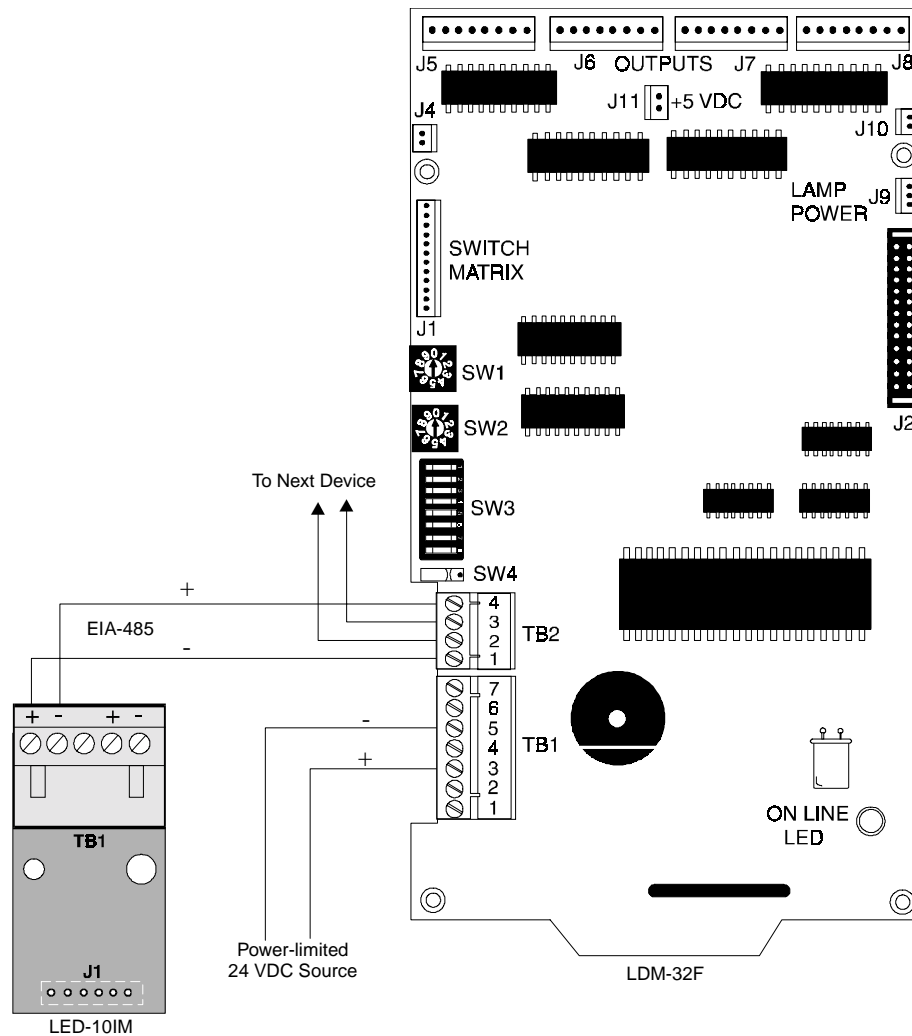 J5
J6
OUTPUTS
J7
J8
J11
+5 VDC
J4
J10
LAMP
POWER
J9
SWITCH
MATRIX
J1
SW1
SW2
J2
To Next Device
SW3
SW4
+
EIA-485
-
4
3
2
1
TB2
7
6
5
4
3
2
1
TB1
-
+
+ - + -
TB1
J1
LED-10IM
ON LINE
LED
Power-limited
24 VDC Source
LDM-32F